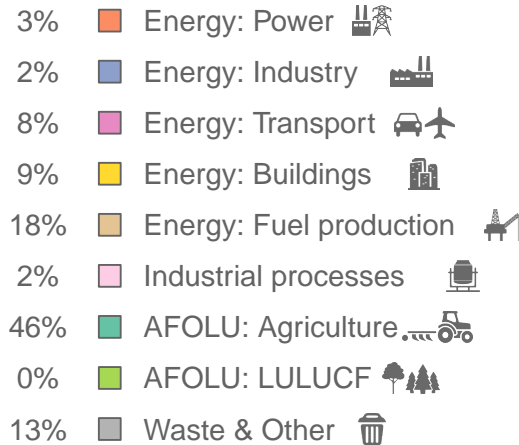 3% Energy: Power
2% Energy: Industry
8% Energy: Transport
9% Energy: Buildings
18% Energy: Fuel production
2% Industrial processes
46% AFOLU: Agriculture
0% AFOLU: LULUCF
13% Waste & Other